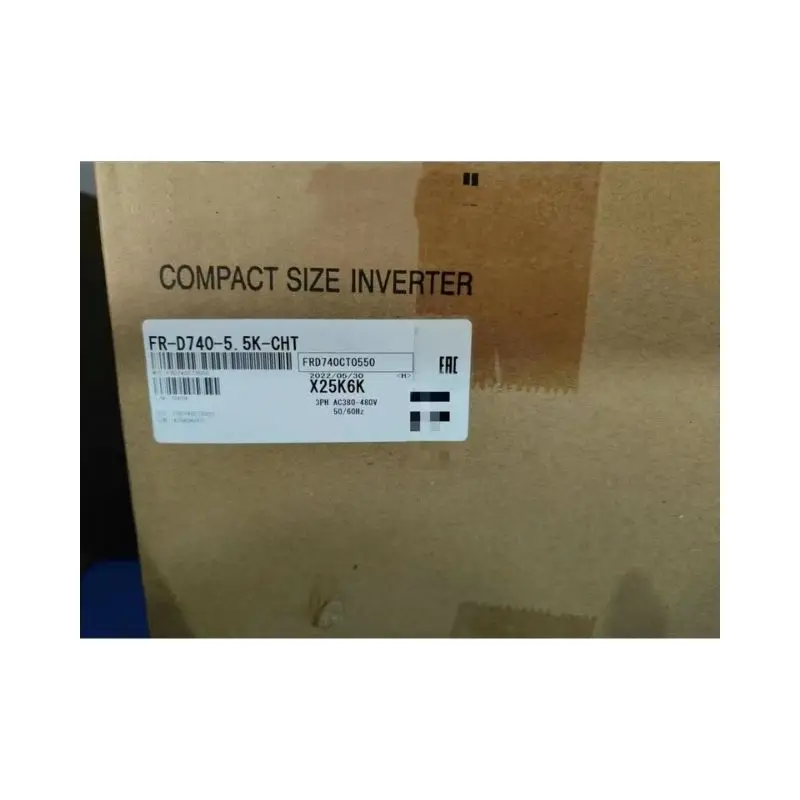 COMPACT SIZE INVERTER
FR-D740-5.5K-CHT
FRD740CT0550
EAC
2022/05/30 <H>
X25K6K
3PH AC380-480V
50/60Hz